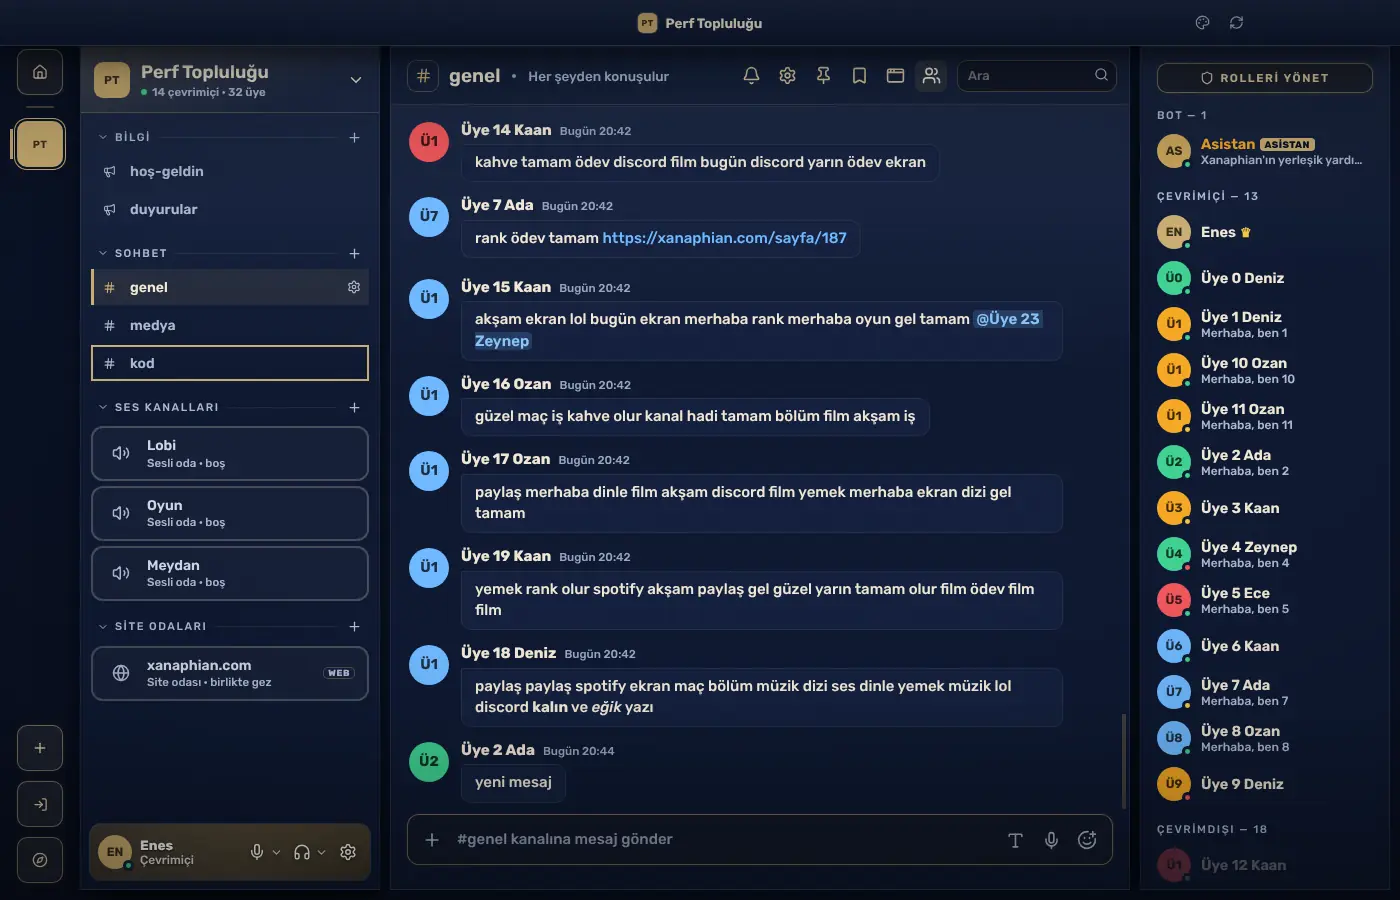 PT Perf Topluluğu
PT
PT
Perf Topluluğu
14 çevrimiçi • 32 üye
BİLGİ
hoş-geldin
duyurular
SOHBET
# genel
# medya
# kod
SES KANALLARI
Lobi
Sesli oda • boş
Oyun
Sesli oda • boş
Meydan
Sesli oda • boş
SİTE ODALARI
xanaphian.com
Site odası • birlikte gez
WEB
EN
Enes
Çevrimiçi
# genel • Her şeyden konuşulur
Ara
Ü1
Üye 14 Kaan Bugün 20:42
kahve tamam ödev discord film bugün discord yarın ödev ekran
Ü7
Üye 7 Ada Bugün 20:42
rank ödev tamam https://xanaphian.com/sayfa/187
Ü1
Üye 15 Kaan Bugün 20:42
akşam ekran lol bugün ekran merhaba rank merhaba oyun gel tamam @Üye 23
Zeynep
Ü1
Üye 16 Ozan Bugün 20:42
güzel maç iş kahve olur kanal hadi tamam bölüm film akşam iş
Ü1
Üye 17 Ozan Bugün 20:42
paylaş merhaba dinle film akşam discord film yemek merhaba ekran dizi gel
tamam
Ü1
Üye 19 Kaan Bugün 20:42
yemek rank olur spotify akşam paylaş gel güzel yarın tamam olur film ödev film
film
Ü1
Üye 18 Deniz Bugün 20:42
paylaş paylaş spotify ekran maç bölüm müzik dizi ses dinle yemek müzik lol
discord kalın ve eğik yazı
Ü2
Üye 2 Ada Bugün 20:44
yeni mesaj
#genel kanalına mesaj gönder
ROLLERİ YÖNET
BOT — 1
AS
Asistan ASİSTAN
Xanaphian'ın yerleşik yardı...
ÇEVRİMİÇİ — 13
EN
Enes
Ü0
Üye 0 Deniz
Ü1
Üye 1 Deniz
Merhaba, ben 1
Ü1
Üye 10 Ozan
Merhaba, ben 10
Ü1
Üye 11 Ozan
Merhaba, ben 11
Ü2
Üye 2 Ada
Merhaba, ben 2
Ü3
Üye 3 Kaan
Ü4
Üye 4 Zeynep
Merhaba, ben 4
Ü5
Üye 5 Ece
Merhaba, ben 5
Ü6
Üye 6 Kaan
Ü7
Üye 7 Ada
Merhaba, ben 7
Ü8
Üye 8 Ozan
Merhaba, ben 8
Ü9
Üye 9 Deniz
ÇEVRİMDIŞI — 18
Ü1
Üye 12 Kaan